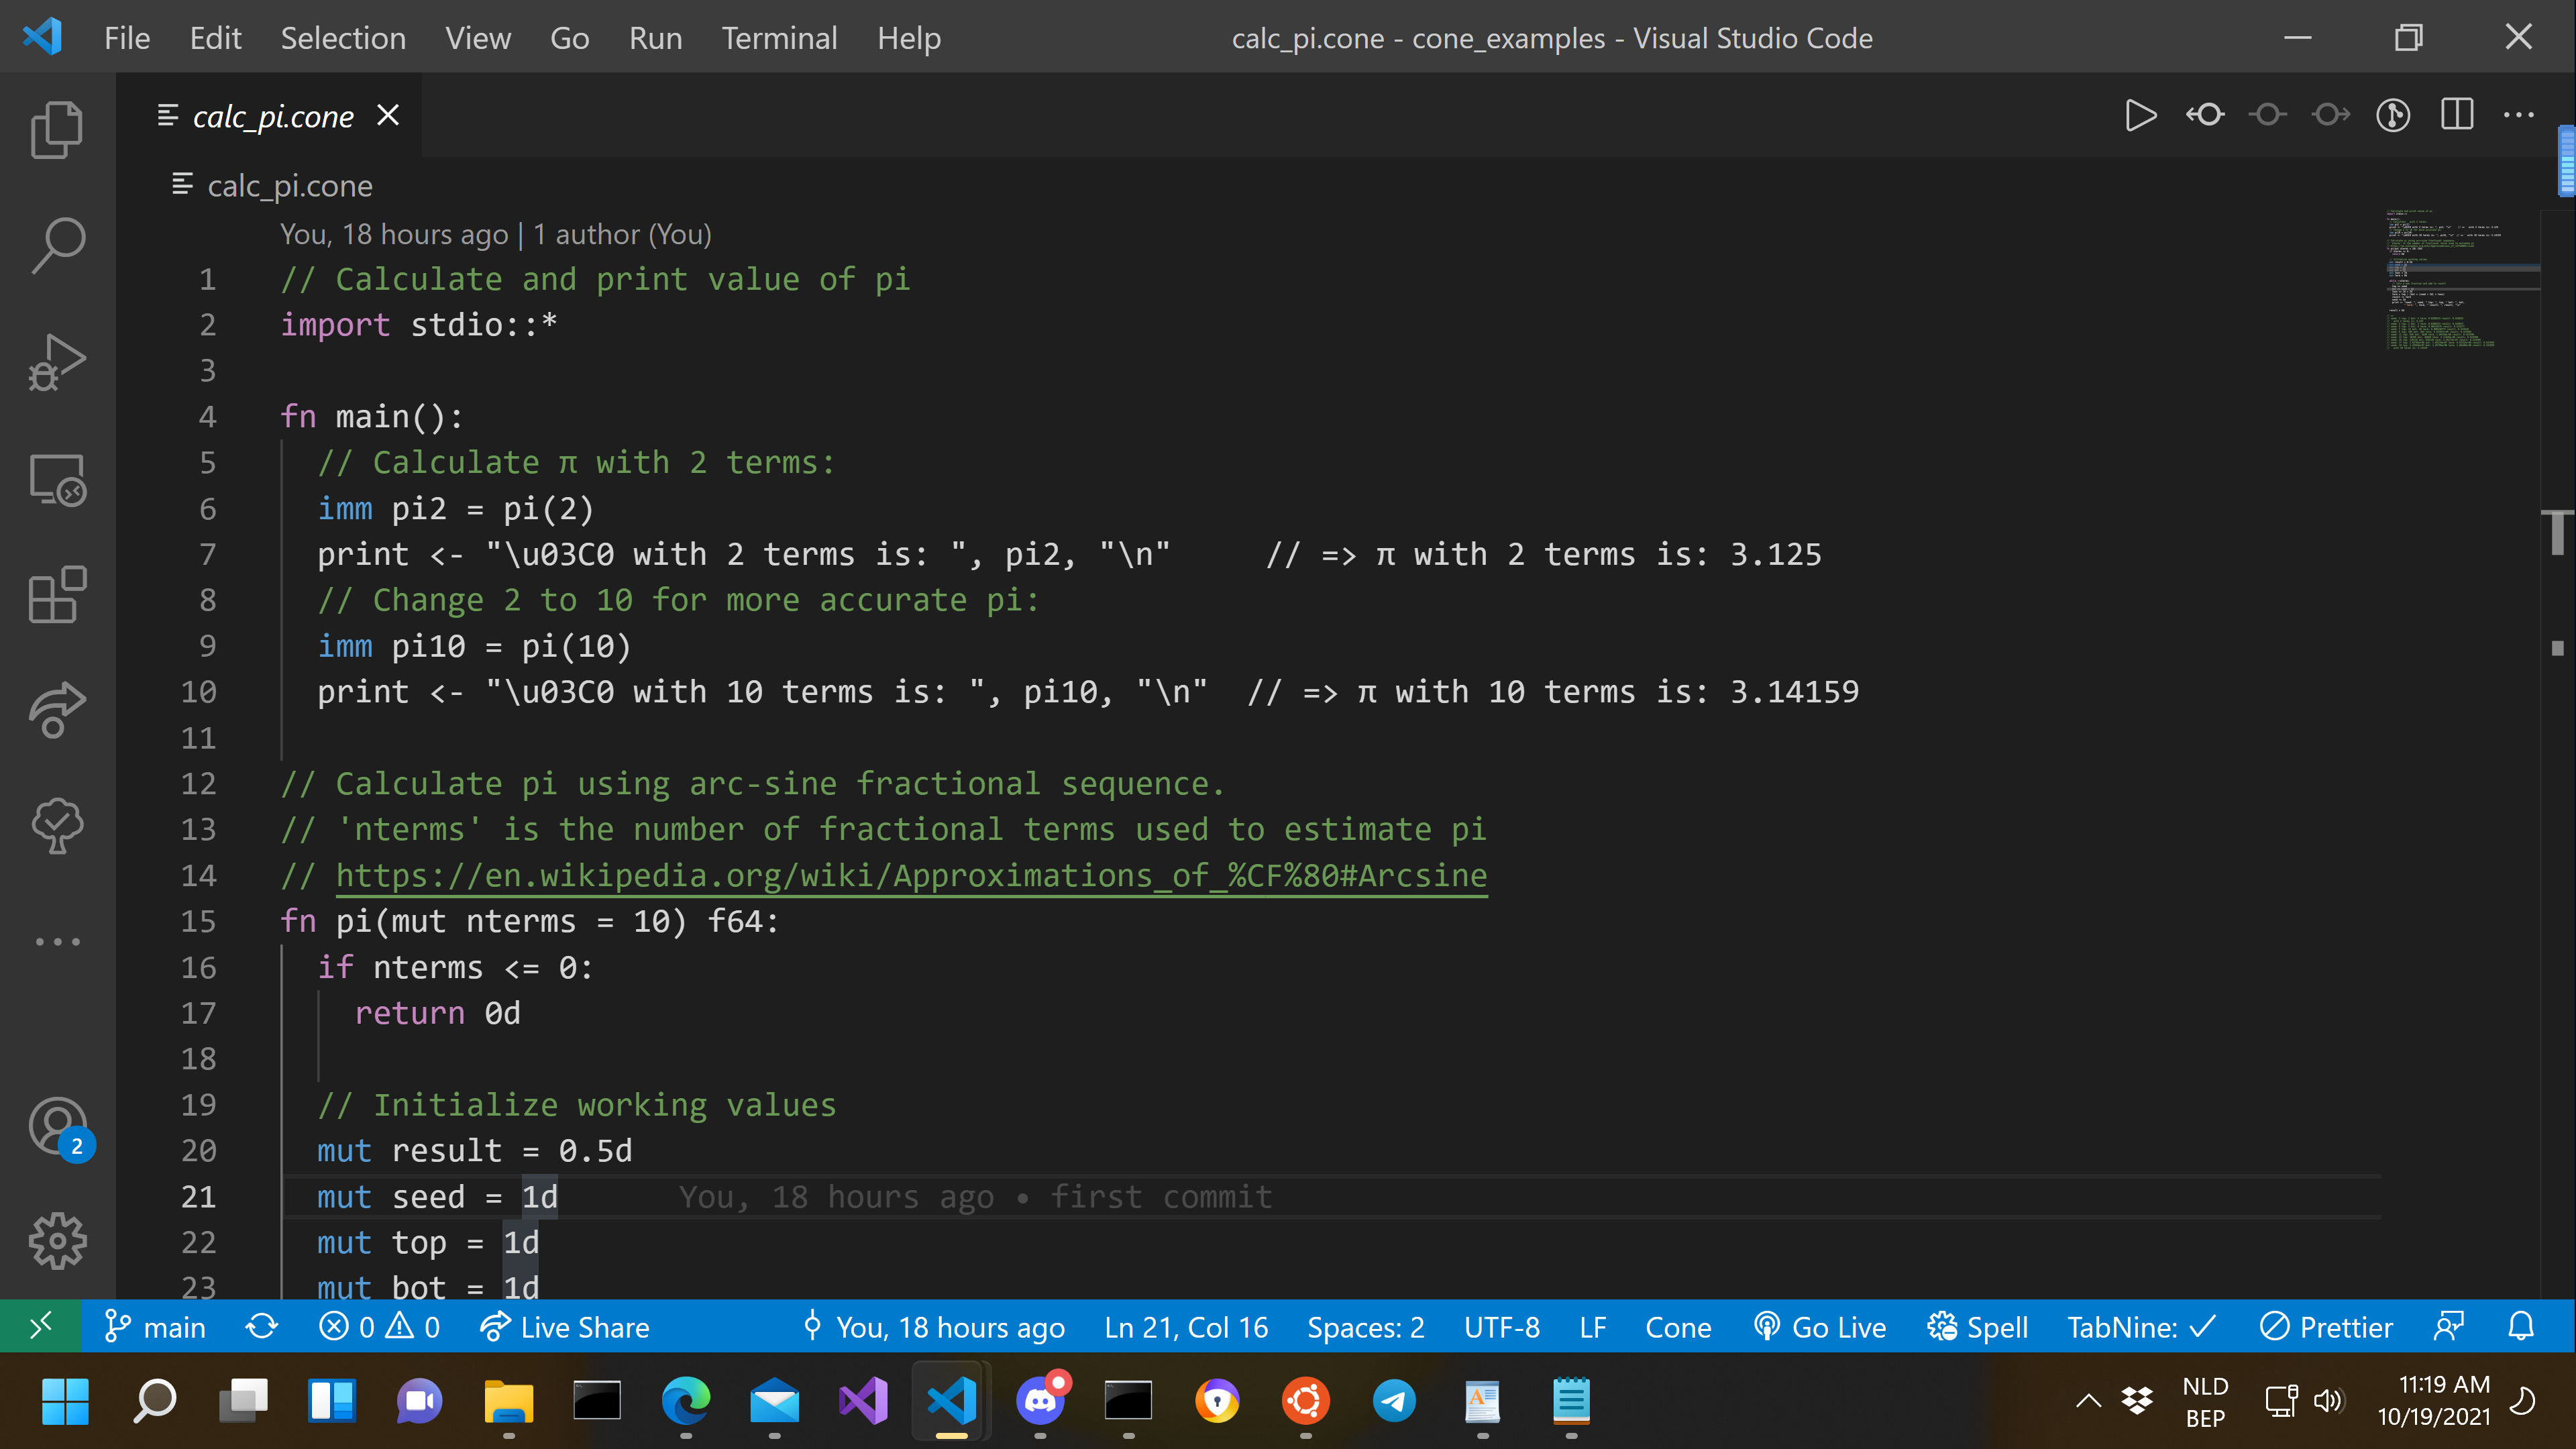 File Edit Selection View Go Run Terminal Help calc_pi.cone - cone_examples - Visual Studio Code
calc_pi.cone
calc_pi.cone
You, 18 hours ago | 1 author (You)
1 // Calculate and print value of pi
2 import stdio::*
3
4 fn main():
5 // Calculate π with 2 terms:
6 imm pi2 = pi(2)
7 print <- "\u03C0 with 2 terms is: ", pi2, "\n" // => π with 2 terms is: 3.125
8 // Change 2 to 10 for more accurate pi:
9 imm pi10 = pi(10)
10 print <- "\u03C0 with 10 terms is: ", pi10, "\n" // => π with 10 terms is: 3.14159
11
12 // Calculate pi using arc-sine fractional sequence.
13 // 'nterms' is the number of fractional terms used to estimate pi
14 // https://en.wikipedia.org/wiki/Approximations_of_%CF%80#Arcsine
15 fn pi(mut nterms = 10) f64:
16 if nterms <= 0:
17 return 0d
18
19 // Initialize working values
20 mut result = 0.5d
21 mut seed = 1d You, 18 hours ago • first commit
22 mut top = 1d
23 mut bot = 1d
2
main 0 0 Live Share You, 18 hours ago Ln 21, Col 16 Spaces: 2 UTF-8 LF Cone Go Live Spell TabNine: ✓ Prettier
NLD
BEP
11:19 AM
10/19/2021